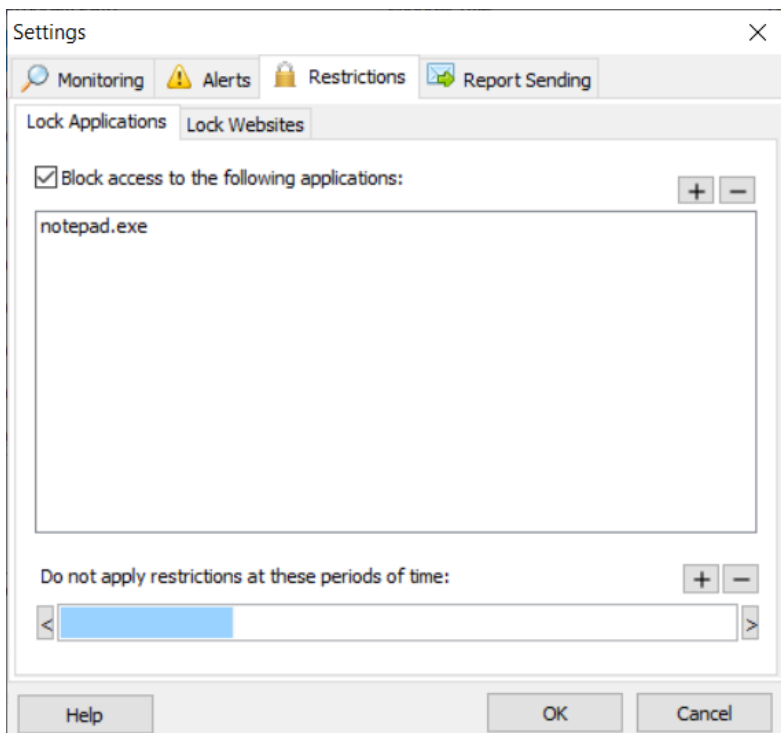 Settings
Monitoring Alerts Restrictions Report Sending
Lock Applications Lock Websites
Block access to the following applications:
+ −
notepad.exe
Do not apply restrictions at these periods of time:
+ −
< >
Help OK Cancel